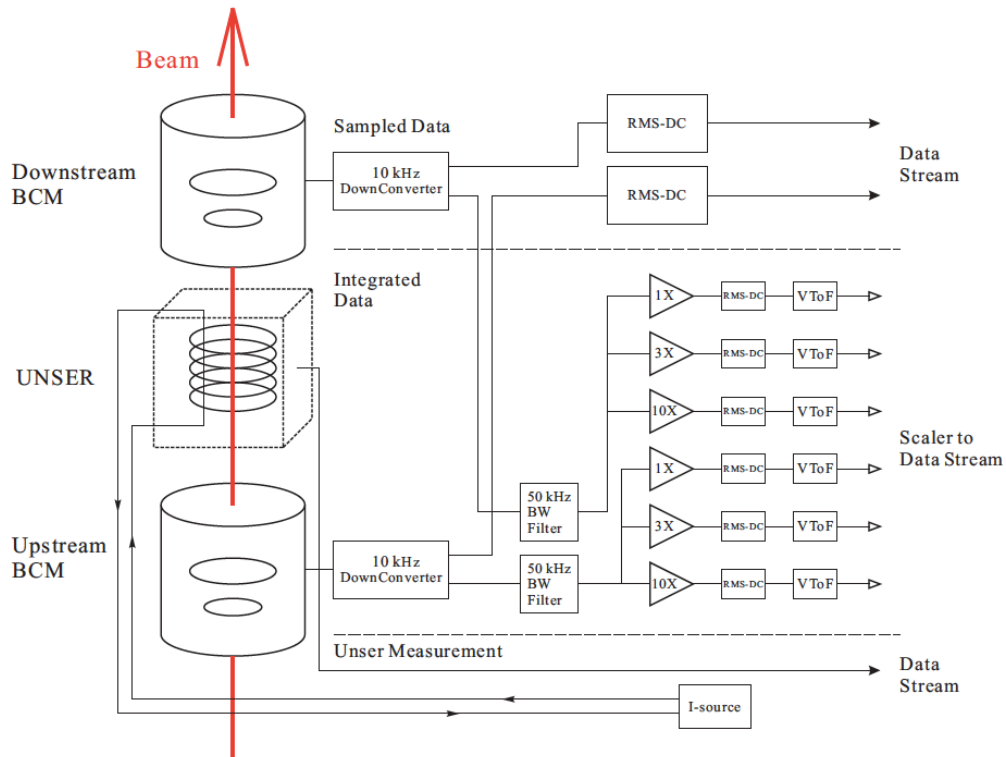 Beam
Sampled Data
RMS-DC
Downstream
BCM
10 kHz
DownConverter
Data
Stream
RMS-DC
Integrated
Data
1X
RMS-DC
VToF
UNSER
3X
RMS-DC
VToF
10X
RMS-DC
VToF
Scaler to
Data Stream
1X
RMS-DC
VToF
50 kHz
BW
Filter
3X
RMS-DC
VToF
Upstream
BCM
10 kHz
DownConverter
50 kHz
BW
Filter
10X
RMS-DC
VToF
Unser Measurement
Data
Stream
I-source